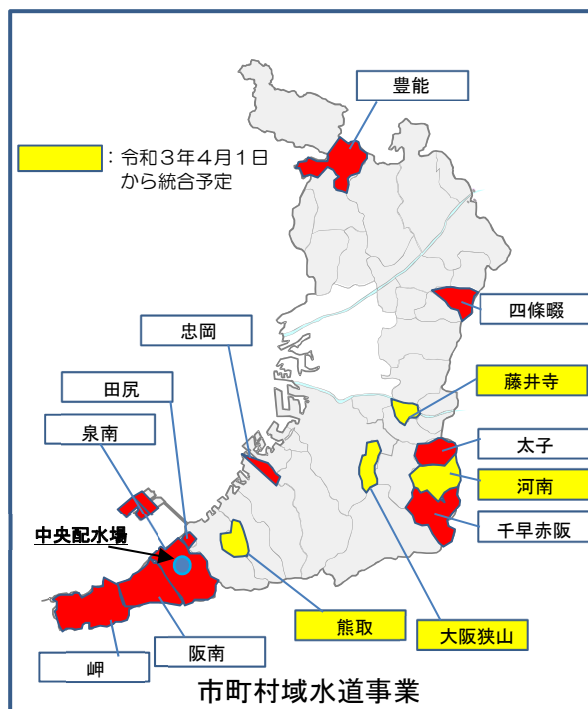 豊能
：令和３年４月１日
から統合予定
四條畷
忠岡
藤井寺
田尻
泉南
太子
河南
中央配水場
千早赤阪
熊取
大阪狭山
阪南
岬
市町村域水道事業